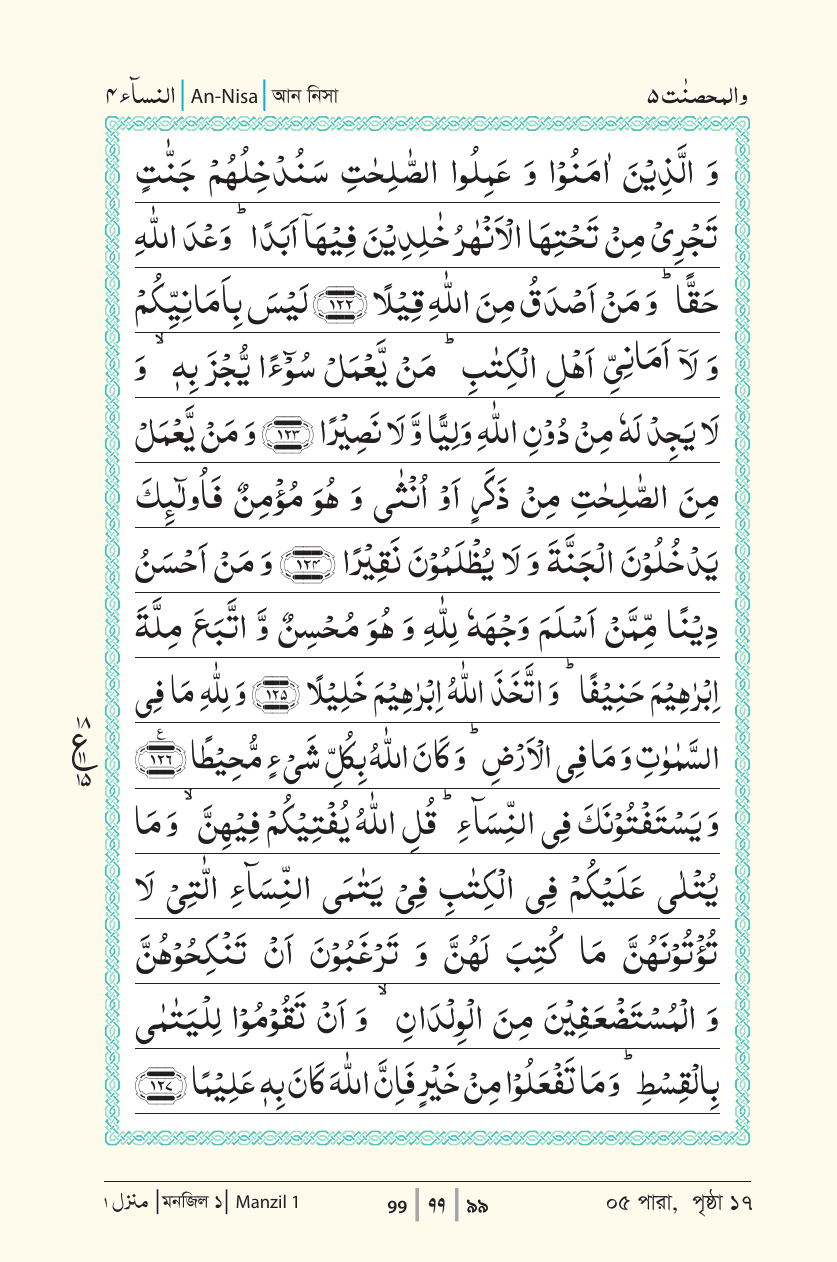 النسآء ۴ | An-Nisa | আন নিসা والمحصنٰت ۵
وَ الَّذِیْنَ اٰمَنُوْا وَ عَمِلُوا الصّٰلِحٰتِ سَنُدْخِلُهُمْ جَنّٰتٍ
تَجْرِیْ مِنْ تَحْتِهَا الْاَنْهٰرُ خٰلِدِیْنَ فِیْهَاۤ اَبَدًا ؕ وَعْدَ اللّٰهِ
حَقًّا ؕ وَ مَنْ اَصْدَقُ مِنَ اللّٰهِ قِیْلًا ﴿۱۲۲﴾ لَیْسَ بِاَمَانِیِّكُمْ
وَ لَاۤ اَمَانِیِّ اَهْلِ الْكِتٰبِ ؕ مَنْ یَّعْمَلْ سُوْٓءًا یُّجْزَ بِهٖ ۙ وَ
لَا یَجِدْ لَهٗ مِنْ دُوْنِ اللّٰهِ وَلِیًّا وَّ لَا نَصِیْرًا ﴿۱۲۳﴾ وَ مَنْ یَّعْمَلْ
مِنَ الصّٰلِحٰتِ مِنْ ذَكَرٍ اَوْ اُنْثٰی وَ هُوَ مُؤْمِنٌ فَاُولٰٓئِكَ
یَدْخُلُوْنَ الْجَنَّةَ وَ لَا یُظْلَمُوْنَ نَقِیْرًا ﴿۱۲۴﴾ وَ مَنْ اَحْسَنُ
دِیْنًا مِّمَّنْ اَسْلَمَ وَجْهَهٗ لِلّٰهِ وَ هُوَ مُحْسِنٌ وَّ اتَّبَعَ مِلَّةَ
اِبْرٰهِیْمَ حَنِیْفًا ؕ وَ اتَّخَذَ اللّٰهُ اِبْرٰهِیْمَ خَلِیْلًا ﴿۱۲۵﴾ وَ لِلّٰهِ مَا فِی
السَّمٰوٰتِ وَ مَا فِی الْاَرْضِ ؕ وَ كَانَ اللّٰهُ بِكُلِّ شَیْءٍ مُّحِیْطًا ﴿۱۲۶﴾ ع
۱۸
ع
۱۱
۱۵
وَ یَسْتَفْتُوْنَكَ فِی النِّسَآءِ ؕ قُلِ اللّٰهُ یُفْتِیْكُمْ فِیْهِنَّ ۙ وَ مَا
یُتْلٰی عَلَیْكُمْ فِی الْكِتٰبِ فِیْ یَتٰمَی النِّسَآءِ الّٰتِیْ لَا
تُؤْتُوْنَهُنَّ مَا كُتِبَ لَهُنَّ وَ تَرْغَبُوْنَ اَنْ تَنْكِحُوْهُنَّ
وَ الْمُسْتَضْعَفِیْنَ مِنَ الْوِلْدَانِ ۙ وَ اَنْ تَقُوْمُوْا لِلْیَتٰمٰی
بِالْقِسْطِ ؕ وَ مَا تَفْعَلُوْا مِنْ خَیْرٍ فَاِنَّ اللّٰهَ كَانَ بِهٖ عَلِیْمًا ﴿۱۲۷﴾
منزل ۱ | মনজিল ১ | Manzil 1 99 | ۹۹ | ৯৯ ০৫ পারা, পৃষ্ঠা ১৭